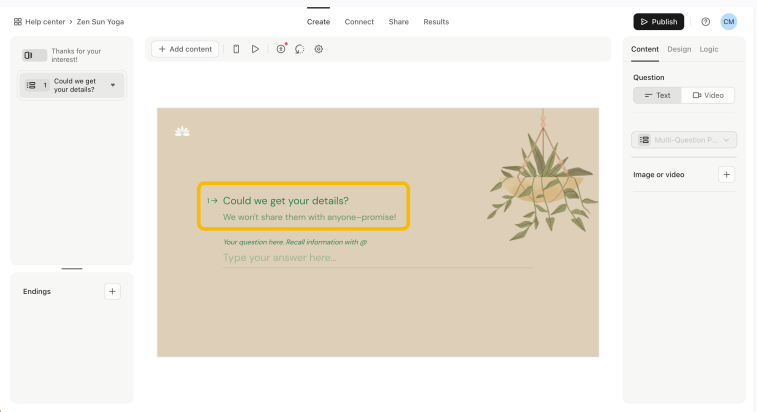 Help center > Zen Sun Yoga
Create Connect Share Results
Publish
CM
Thanks for your
interest!
1 Could we get
your details?
Endings
+ Add content
1→ Could we get your details?
We won't share them with anyone–promise!
Your question here. Recall information with @
Type your answer here...
Content Design Logic
Question
Text Video
Multi-Question P...
Image or video